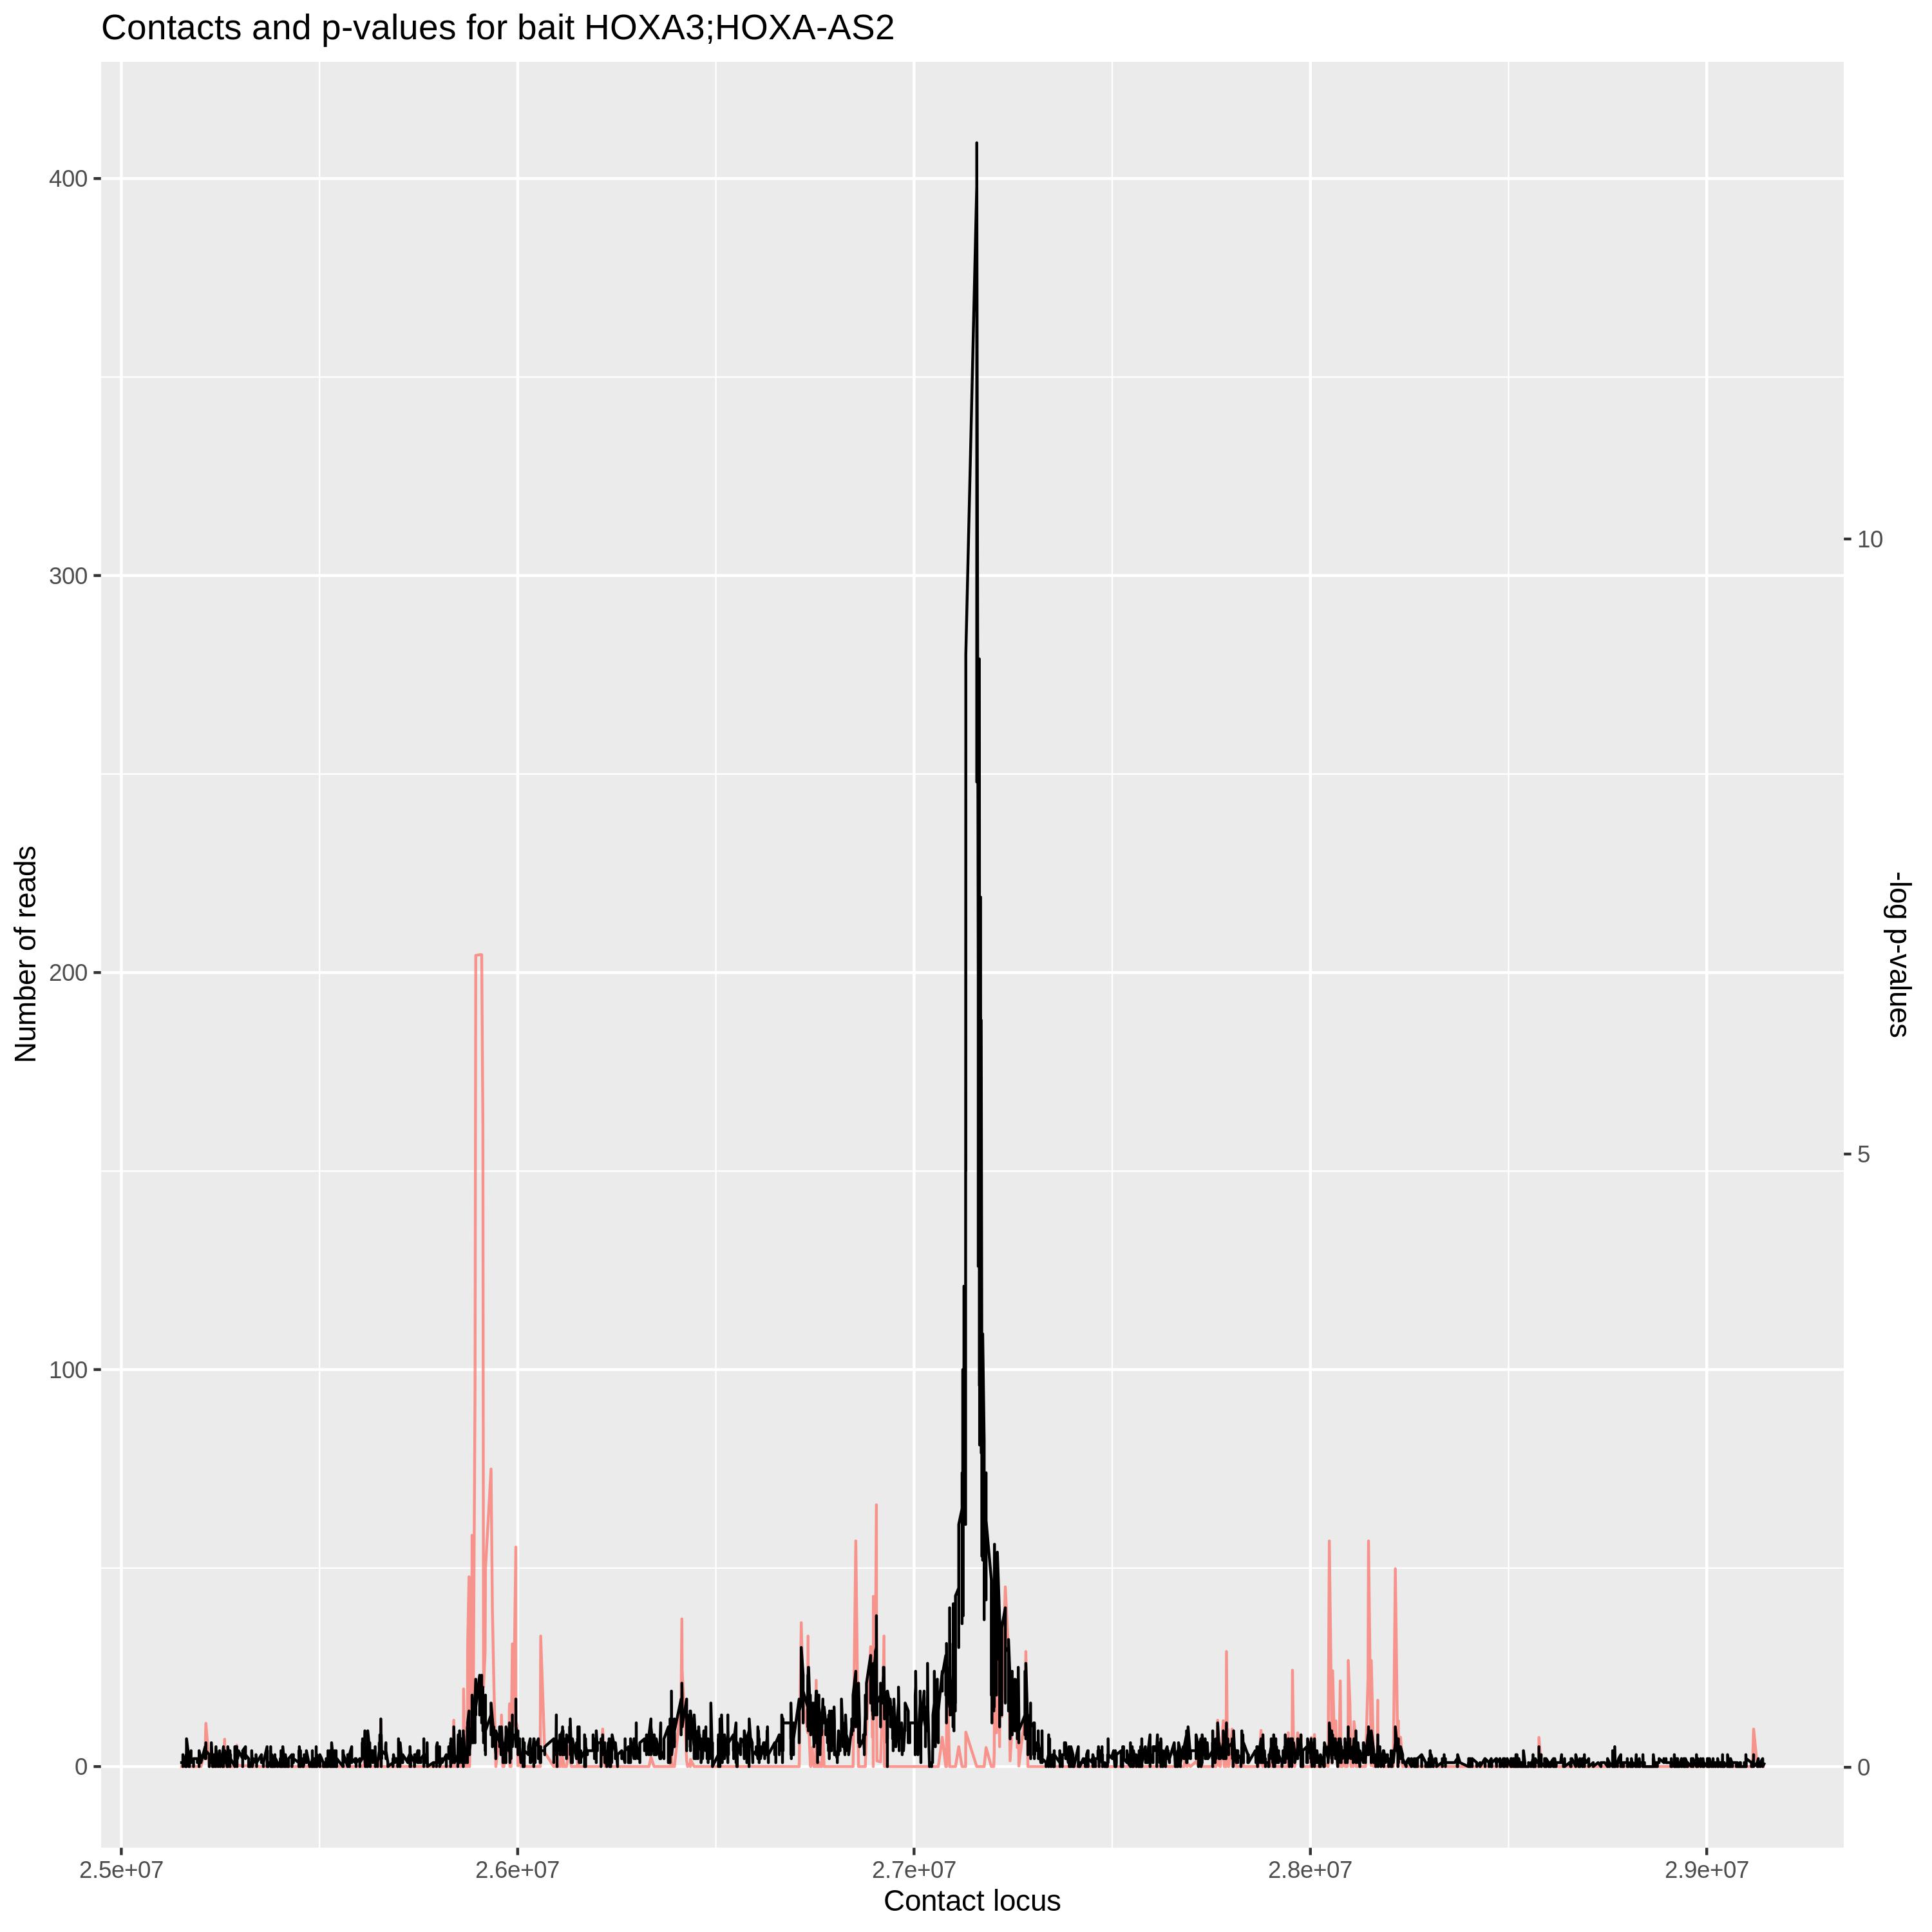 Contacts and p-values for bait HOXA3;HOXA-AS2
400
300
200
100
0
Number of reads
10
5
0
-log p-values
2.5e+07
2.6e+07
2.7e+07
2.8e+07
2.9e+07
Contact locus